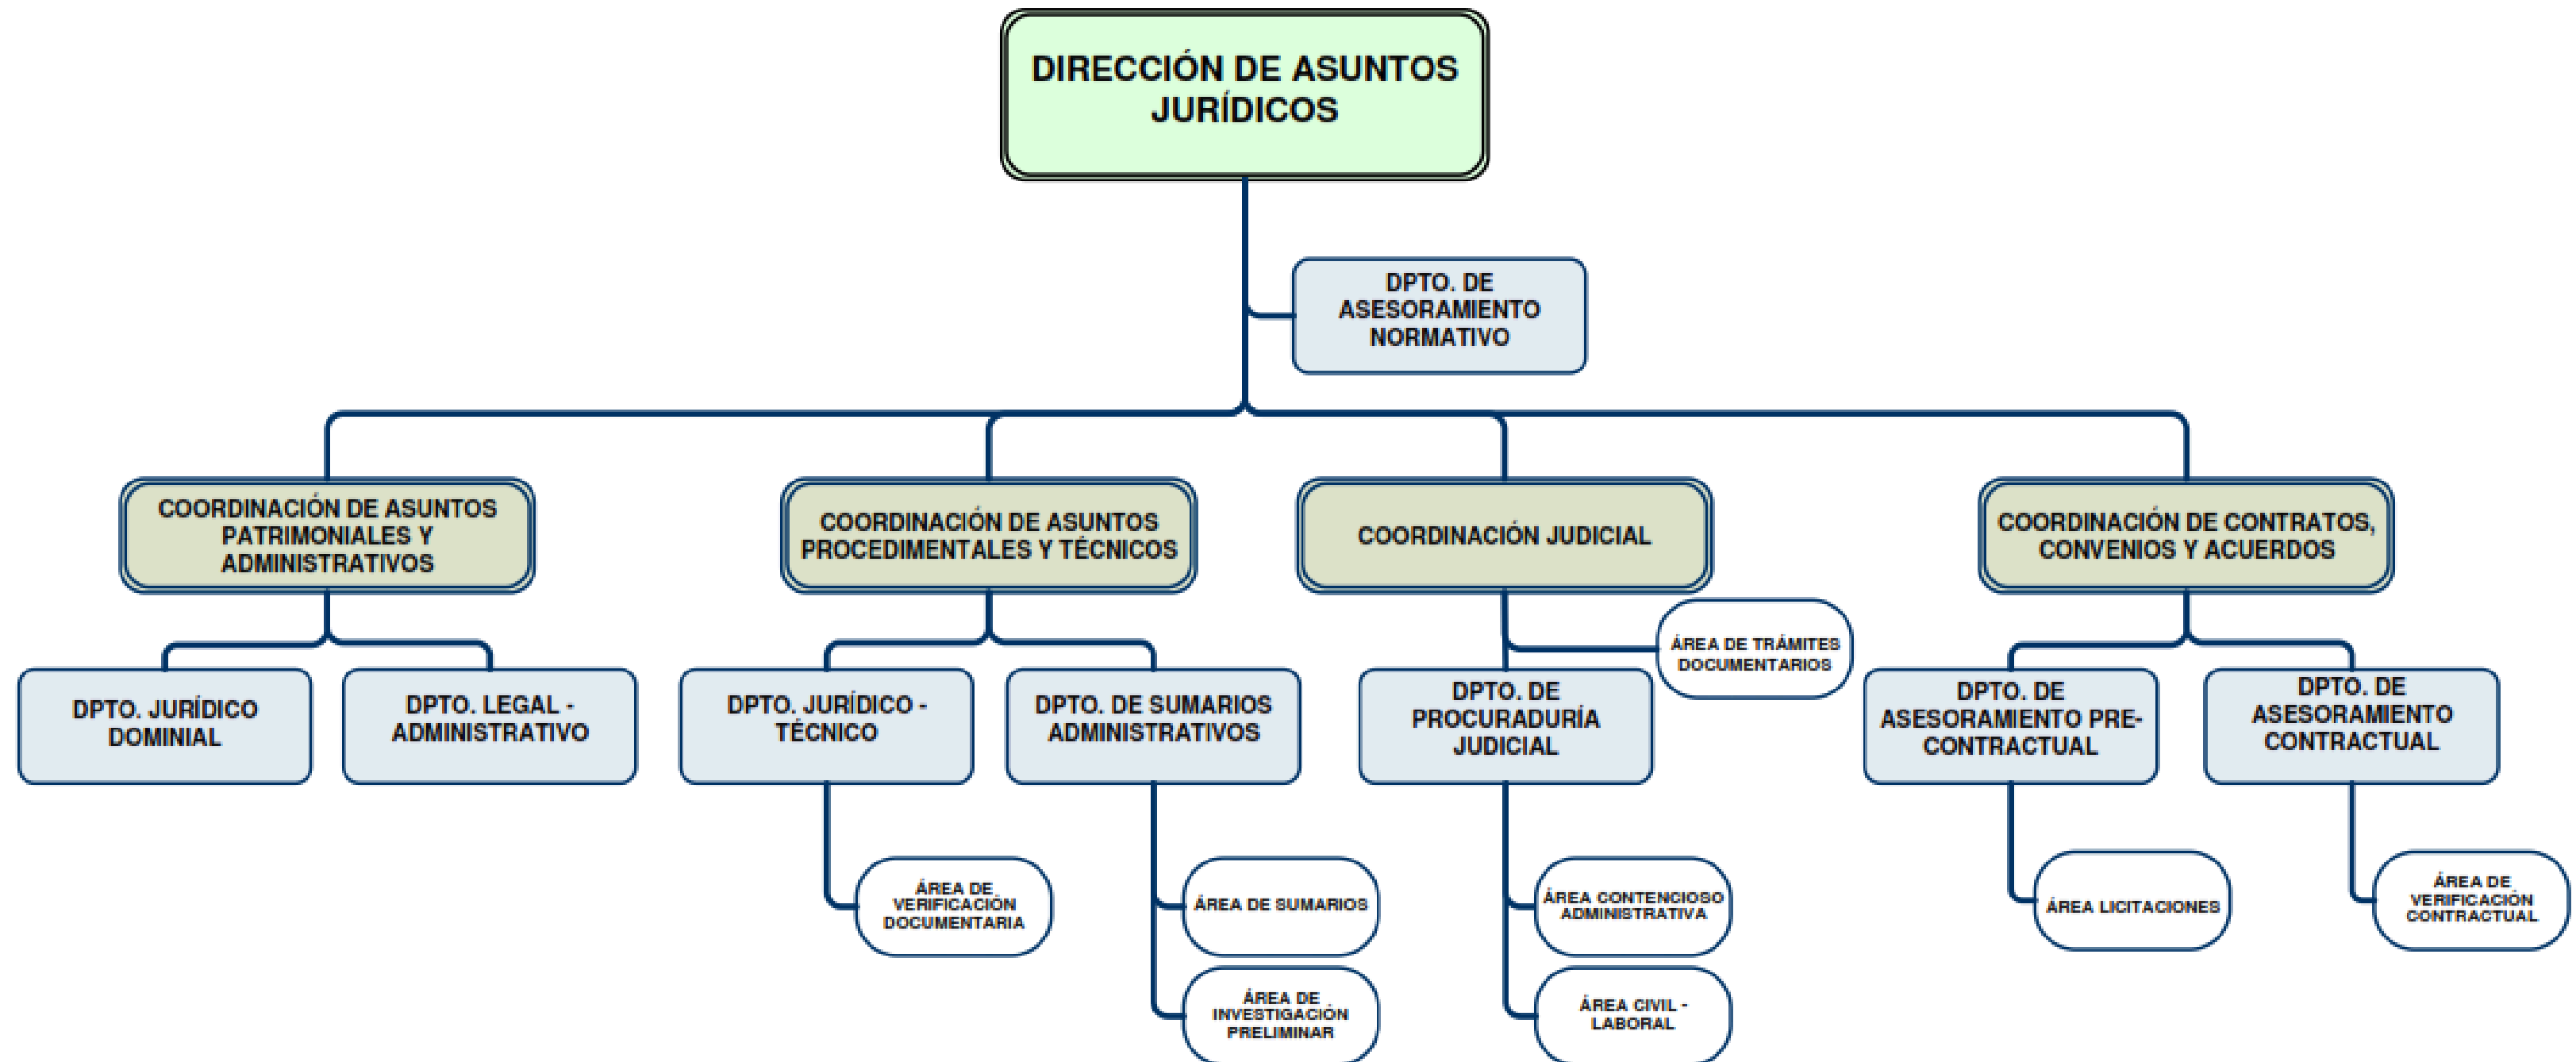 DIRECCIÓN DE ASUNTOS
JURÍDICOS
DPTO. DE
ASESORAMIENTO
NORMATIVO
COORDINACIÓN DE ASUNTOS
PATRIMONIALES Y
ADMINISTRATIVOS
COORDINACIÓN DE ASUNTOS
PROCEDIMENTALES Y TÉCNICOS
COORDINACIÓN JUDICIAL
COORDINACIÓN DE CONTRATOS,
CONVENIOS Y ACUERDOS
ÁREA DE TRÁMITES
DOCUMENTARIOS
DPTO. JURÍDICO
DOMINIAL
DPTO. LEGAL -
ADMINISTRATIVO
DPTO. JURÍDICO -
TÉCNICO
DPTO. DE SUMARIOS
ADMINISTRATIVOS
DPTO. DE
PROCURADURÍA
JUDICIAL
DPTO. DE
ASESORAMIENTO PRE-
CONTRACTUAL
DPTO. DE
ASESORAMIENTO
CONTRACTUAL
ÁREA DE
VERIFICACIÓN
DOCUMENTARIA
ÁREA DE SUMARIOS
ÁREA CONTENCIOSO
ADMINISTRATIVA
ÁREA LICITACIONES
ÁREA DE
VERIFICACIÓN
CONTRACTUAL
ÁREA DE
INVESTIGACIÓN
PRELIMINAR
ÁREA CIVIL -
LABORAL